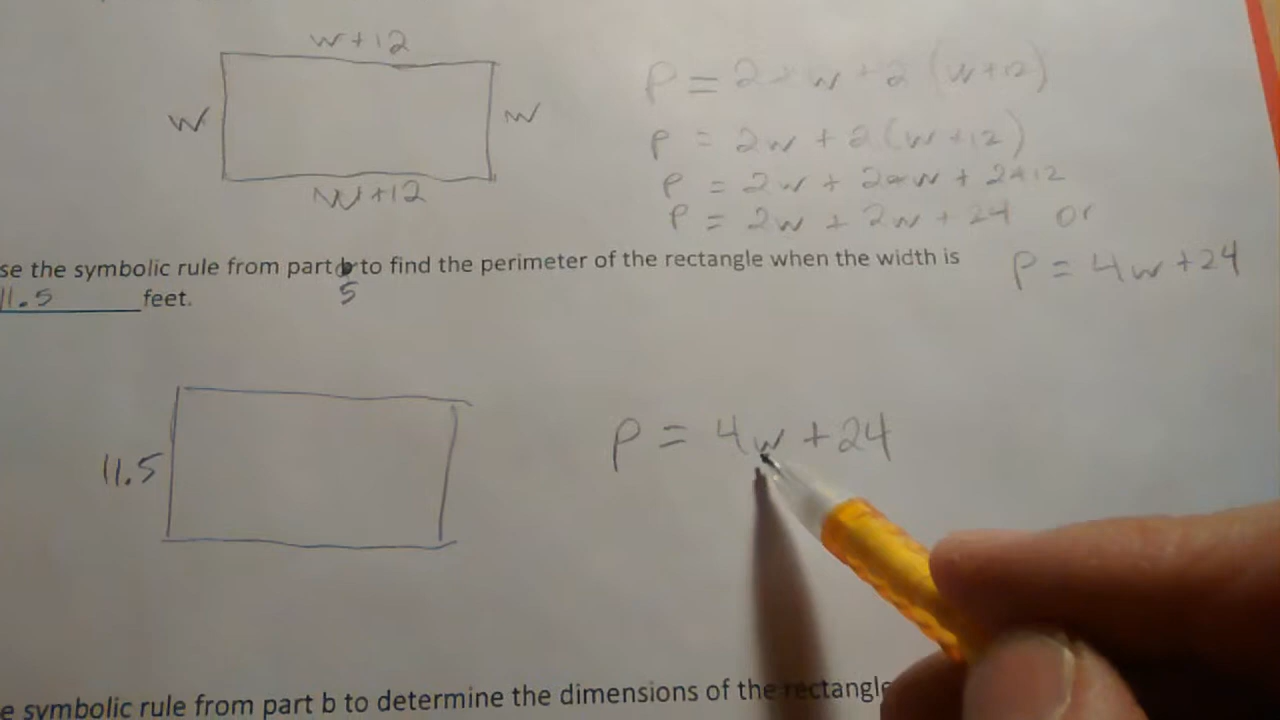 w+12
w
w
w+12
P = 2 * w + 2 (w+12)
P = 2w + 2(w+12)
P = 2w + 2*w + 2*12
P = 2w + 2w + 24 or
P = 4w +24
se the symbolic rule from part b to find the perimeter of the rectangle when the width is
11.5 feet.
5
11.5
P = 4w +24
e symbolic rule from part b to determine the dimensions of the rectangle